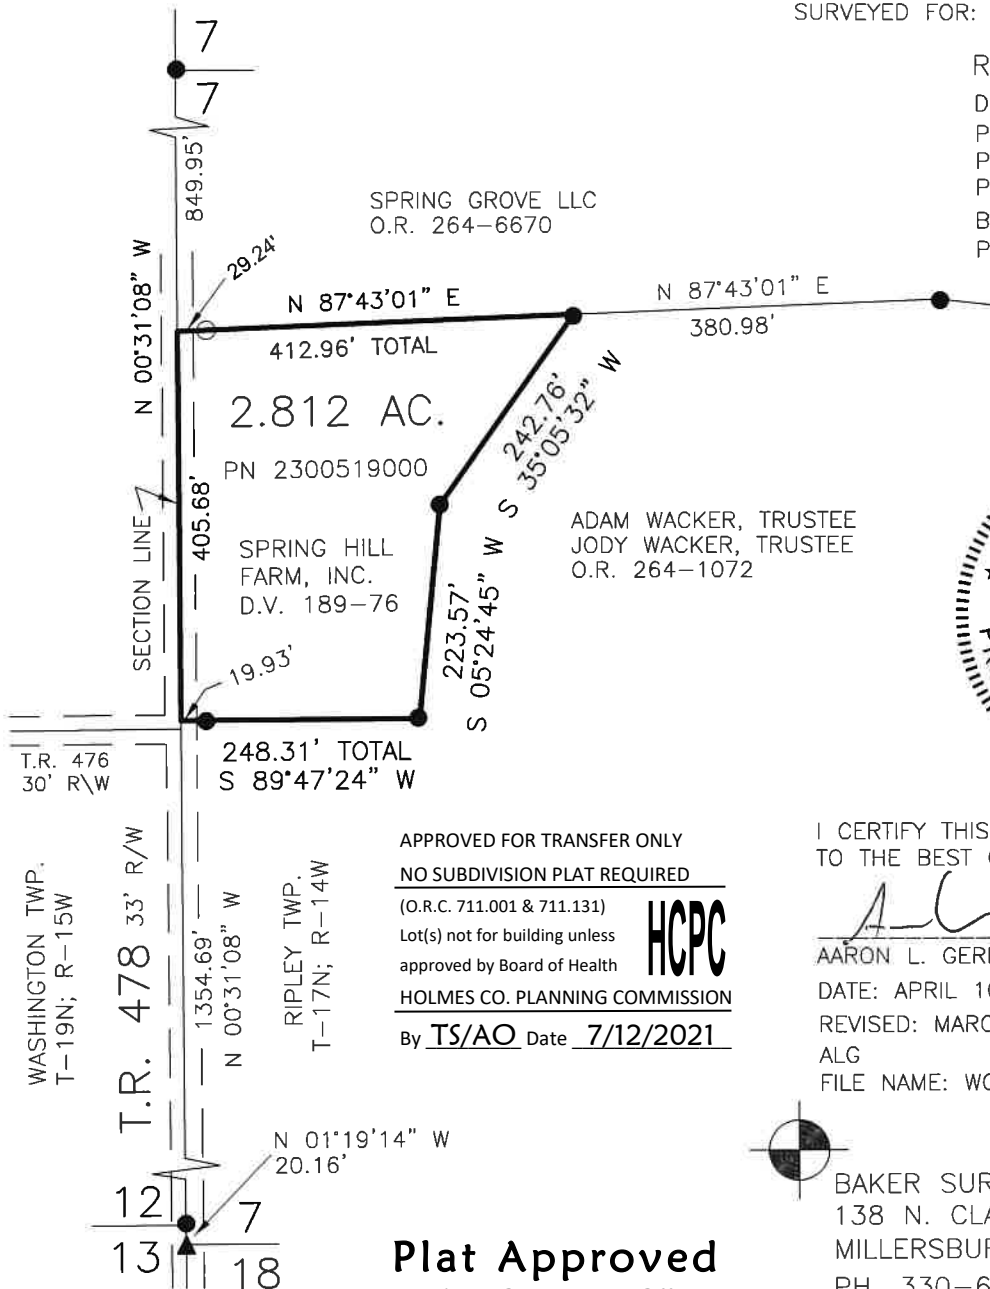 SURVEYED FOR:
7
7
849.95'
SPRING GROVE LLC
O.R. 264-6670
29.24'
N 00°31'08" W
N 87°43'01" E
412.96' TOTAL
N 87°43'01" E
380.98'
2.812 AC.
PN 2300519000
242.76'
S 35°05'32" W
SECTION LINE
405.68'
SPRING HILL
FARM, INC.
D.V. 189-76
ADAM WACKER, TRUSTEE
JODY WACKER, TRUSTEE
O.R. 264-1072
223.57'
S 05°24'45" W
19.93'
248.31' TOTAL
S 89°47'24" W
T.R. 476
30' R\W
WASHINGTON TWP.
T-19N; R-15W
T.R. 478 33' R/W
1354.69'
N 00°31'08" W
RIPLEY TWP.
T-17N; R-14W
APPROVED FOR TRANSFER ONLY
NO SUBDIVISION PLAT REQUIRED
(O.R.C. 711.001 & 711.131)
Lot(s) not for building unless
approved by Board of Health
HCPC
HOLMES CO. PLANNING COMMISSION
By TS/AO Date 7/12/2021
I CERTIFY THIS
TO THE BEST
AARON L. GER
DATE: APRIL 1
REVISED: MARC
ALG
FILE NAME: WO
N 01°19'14" W
20.16'
12
7
13
18
BAKER SUR
138 N. CLA
MILLERSBU
PH 330-6
Plat Approved